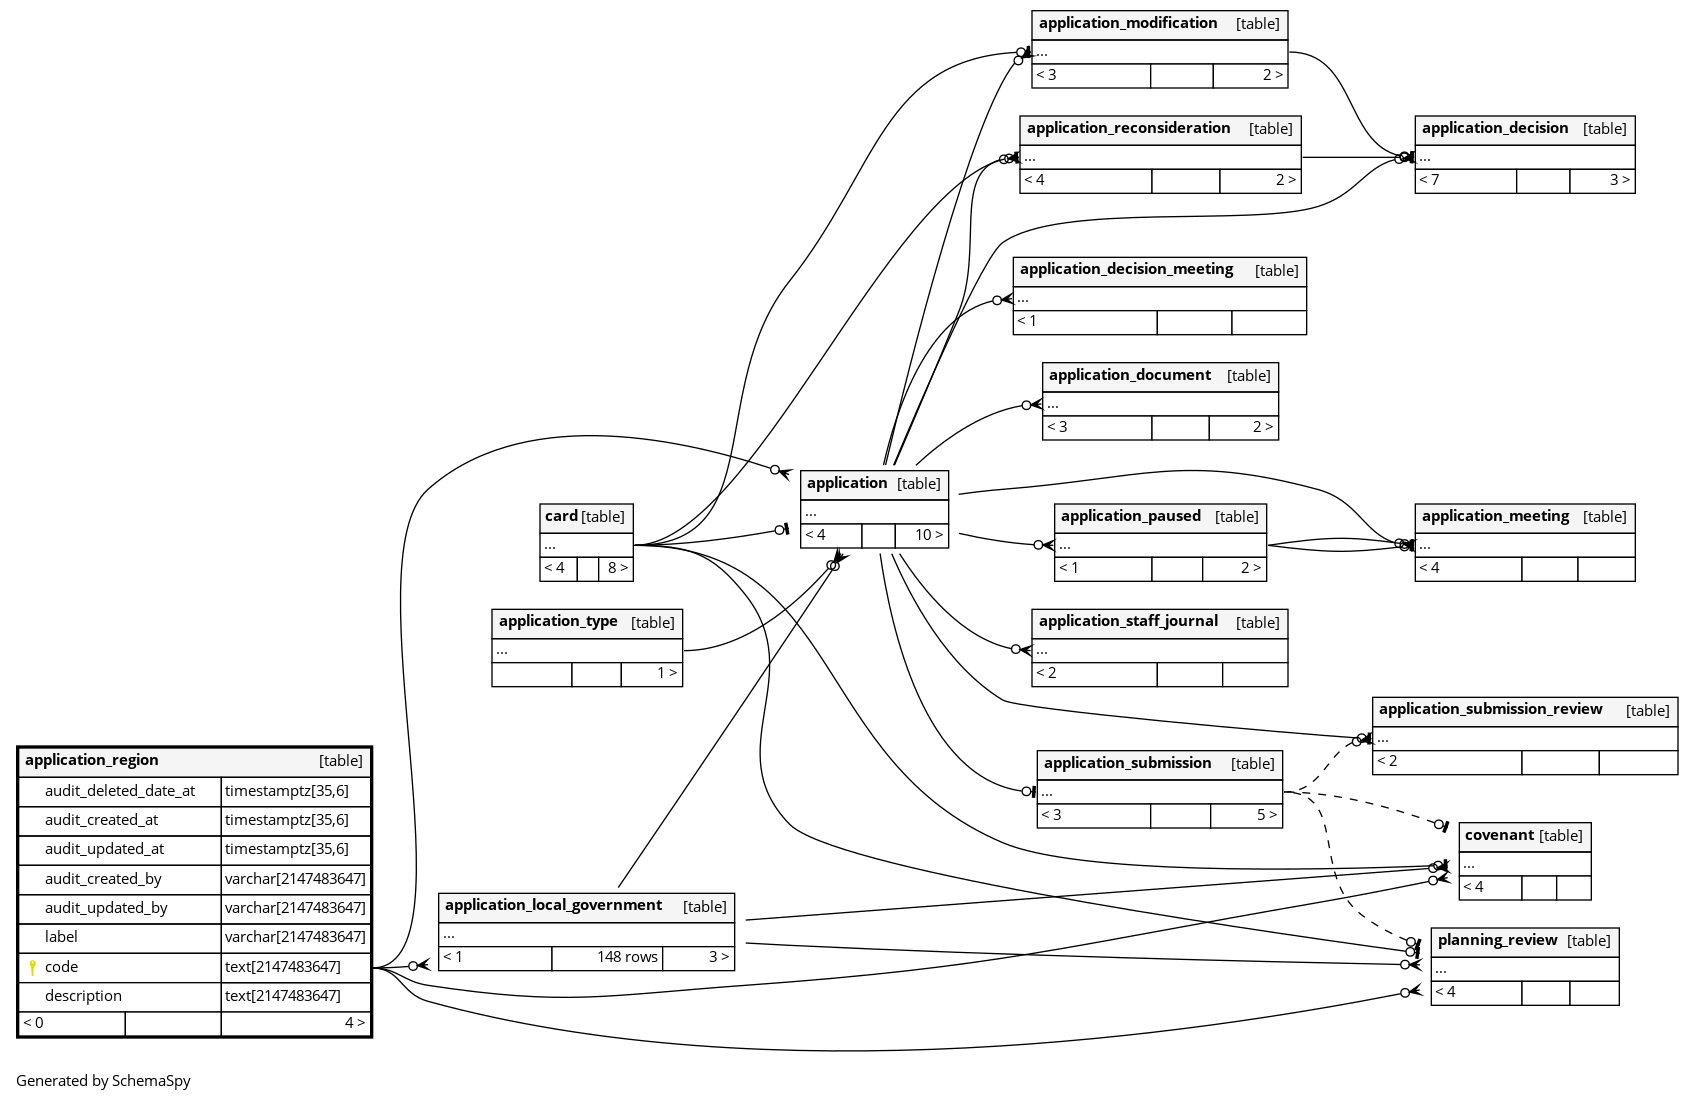 application_modification [table]
...
< 3 2 >
application_reconsideration [table]
...
< 4 2 >
application_decision [table]
...
< 7 3 >
application_decision_meeting [table]
...
< 1
application_document [table]
...
< 3 2 >
application [table]
...
< 4 10 >
card [table]
...
< 4 8 >
application_paused [table]
...
< 1 2 >
application_meeting [table]
...
< 4
application_type [table]
...
1 >
application_staff_journal [table]
...
< 2
application_submission_review [table]
...
< 2
application_submission [table]
...
< 3 5 >
covenant [table]
...
< 4
application_region [table]
audit_deleted_date_at timestamptz[35,6]
audit_created_at timestamptz[35,6]
audit_updated_at timestamptz[35,6]
audit_created_by varchar[2147483647]
audit_updated_by varchar[2147483647]
label varchar[2147483647]
code text[2147483647]
description text[2147483647]
< 0 4 >
application_local_government [table]
...
< 1 148 rows 3 >
planning_review [table]
...
< 4
Generated by SchemaSpy